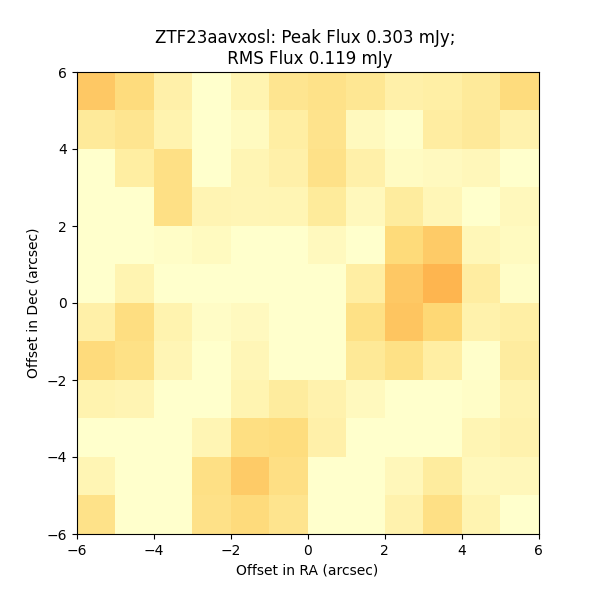 ZTF23aavxosl: Peak Flux 0.303 mJy;
RMS Flux 0.119 mJy
6
4
2
0
−2
−4
−6
Offset in Dec (arcsec)
−6 −4 −2 0 2 4 6
Offset in RA (arcsec)